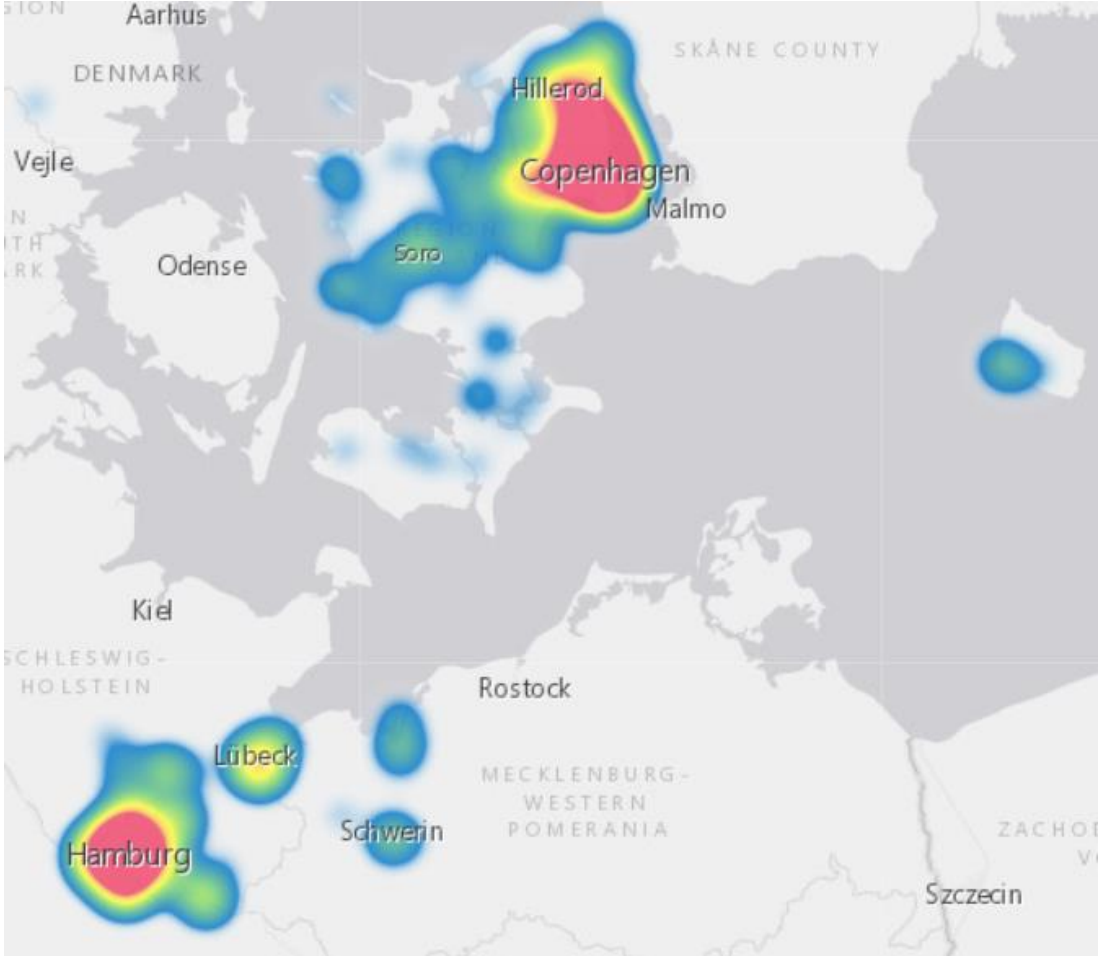 Aarhus
SKÅNE COUNTY
DENMARK
Hillerod
Vejle
Copenhagen
Malmo
Soro
Odense
Kiel
SCHLESWIG-
HOLSTEIN
Rostock
Lübeck
MECKLENBURG-
WESTERN
POMERANIA
Schwerin
Hamburg
Szczecin